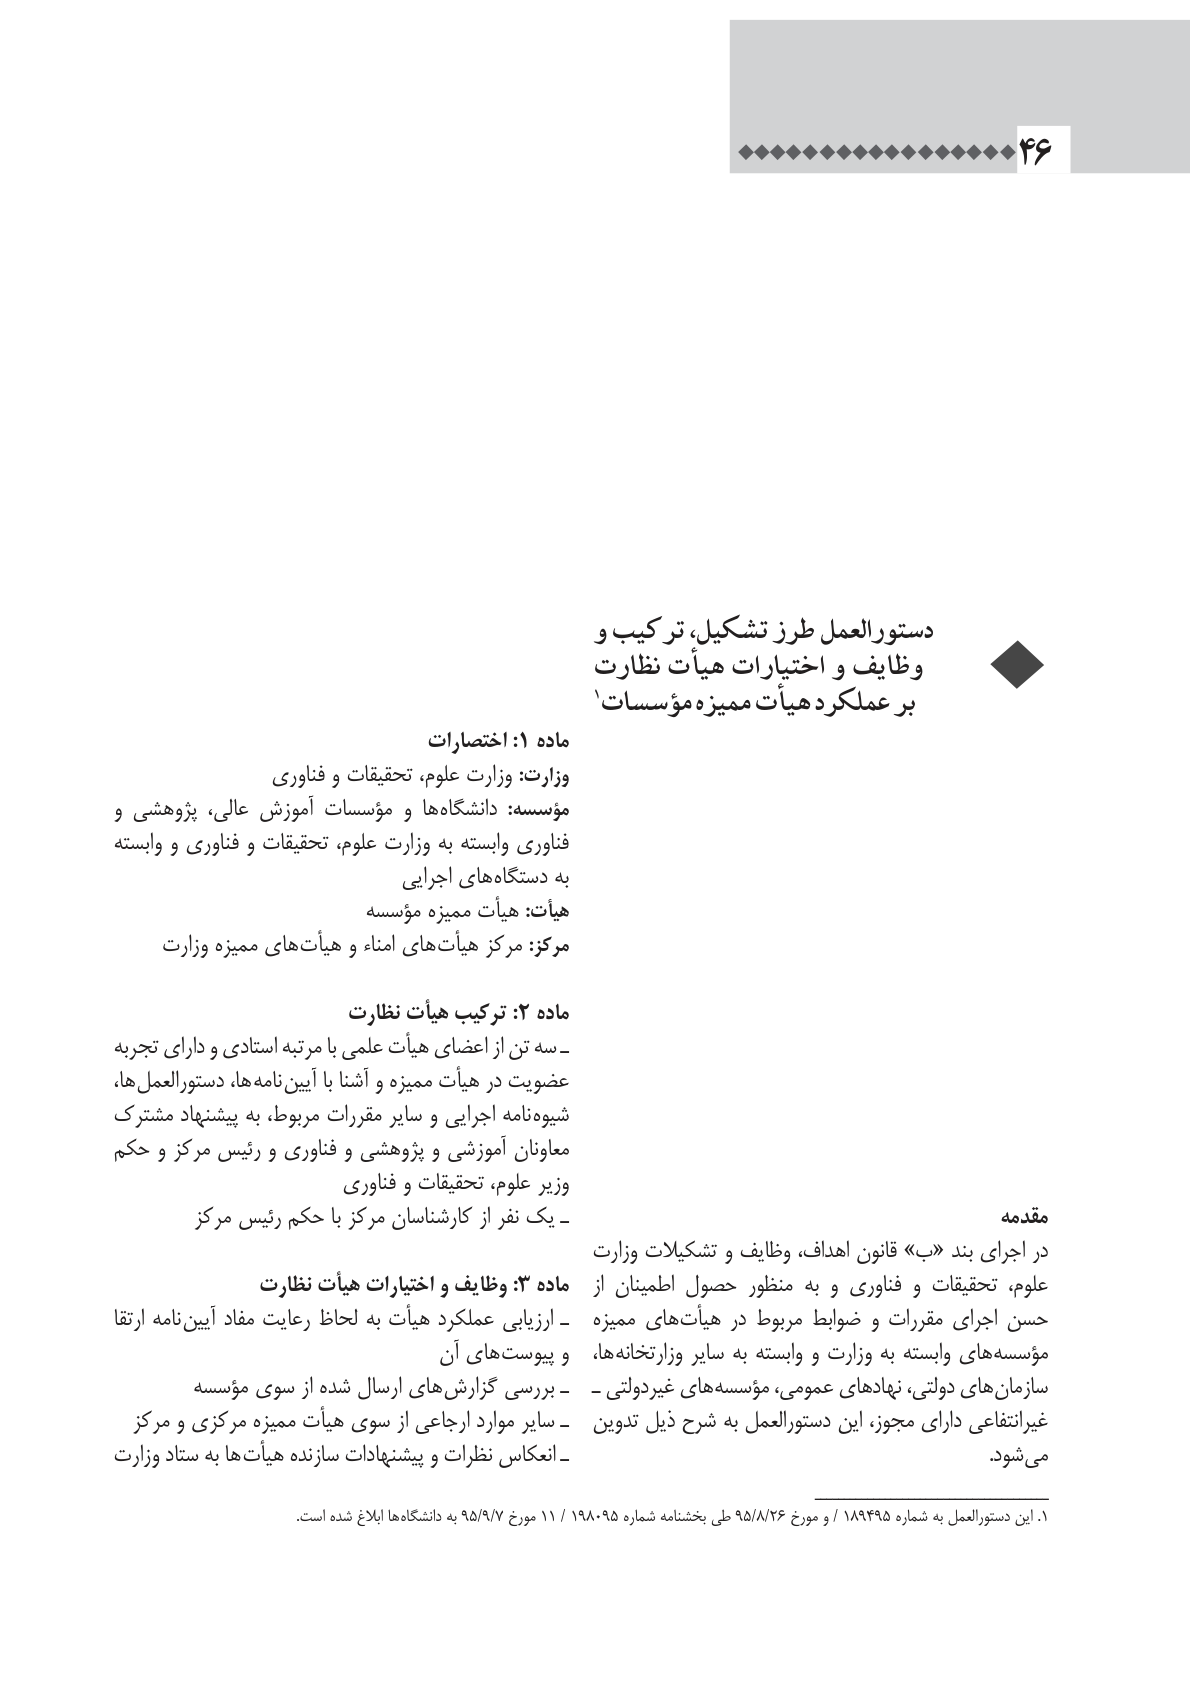 ۴۶
دستورالعمل طرز تشکیل، ترکیب و
وظایف و اختیارات هیأت نظارت
بر عملکرد هیأت ممیزه مؤسسات۱
مقدمه
در اجرای بند «ب» قانون اهداف، وظایف و تشکیلات وزارت
علوم، تحقیقات و فناوری و به منظور حصول اطمینان از
حسن اجرای مقررات و ضوابط مربوط در هیأت‌های ممیزه
مؤسسه‌های وابسته به وزارت و وابسته به سایر وزارتخانه‌ها،
سازمان‌های دولتی، نهادهای عمومی، مؤسسه‌های غیردولتی ـ
غیرانتفاعی دارای مجوز، این دستورالعمل به شرح ذیل تدوین
می‌شود.
ماده ۱: اختصارات
وزارت: وزارت علوم، تحقیقات و فناوری
مؤسسه: دانشگاه‌ها و مؤسسات آموزش عالی، پژوهشی و
فناوری وابسته به وزارت علوم، تحقیقات و فناوری و وابسته
به دستگاه‌های اجرایی
هیأت: هیأت ممیزه مؤسسه
مرکز: مرکز هیأت‌های امناء و هیأت‌های ممیزه وزارت
ماده ۲: ترکیب هیأت نظارت
ـ سه تن از اعضای هیأت علمی با مرتبه استادی و دارای تجربه
عضویت در هیأت ممیزه و آشنا با آیین‌نامه‌ها، دستورالعمل‌ها،
شیوه‌نامه اجرایی و سایر مقررات مربوط، به پیشنهاد مشترک
معاونان آموزشی و پژوهشی و فناوری و رئیس مرکز و حکم
وزیر علوم، تحقیقات و فناوری
ـ یک نفر از کارشناسان مرکز با حکم رئیس مرکز
ماده ۳: وظایف و اختیارات هیأت نظارت
ـ ارزیابی عملکرد هیأت به لحاظ رعایت مفاد آیین‌نامه ارتقا
و پیوست‌های آن
ـ بررسی گزارش‌های ارسال شده از سوی مؤسسه
ـ سایر موارد ارجاعی از سوی هیأت ممیزه مرکزی و مرکز
ـ انعکاس نظرات و پیشنهادات سازنده هیأت‌ها به ستاد وزارت
۱. این دستورالعمل به شماره ۱۸۹۴۹۵ / و مورخ ۹۵/۸/۲۶ طی بخشنامه شماره ۱۹۸۰۹۵ / ۱۱ مورخ ۹۵/۹/۷ به دانشگاه‌ها ابلاغ شده است.